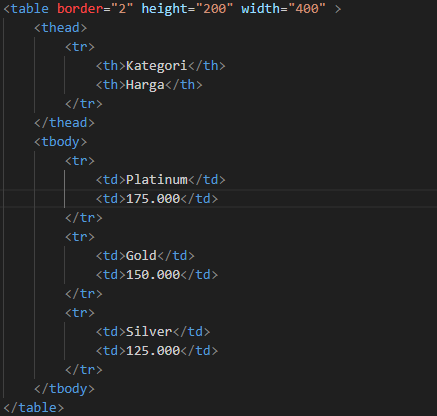 <table border="2" height="200" width="400" >
<thead>
<tr>
<th>Kategori</th>
<th>Harga</th>
</tr>
</thead>
<tbody>
<tr>
<td>Platinum</td>
<td>175.000</td>
</tr>
<tr>
<td>Gold</td>
<td>150.000</td>
</tr>
<tr>
<td>Silver</td>
<td>125.000</td>
</tr>
</tbody>
</table>